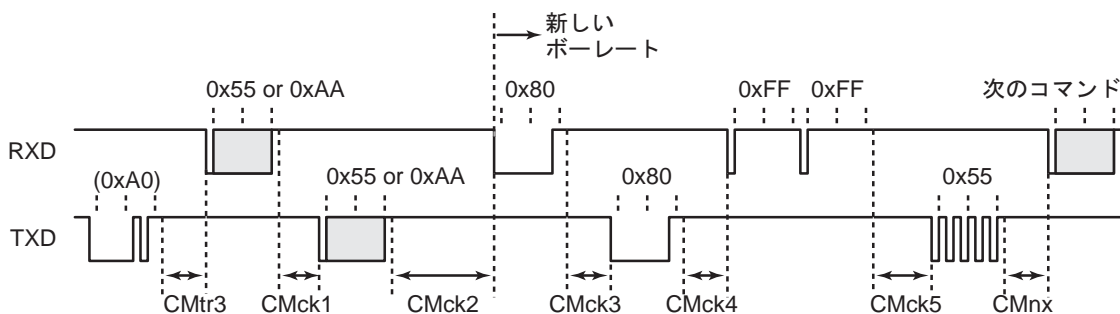 新しい
ボーレート
0x55 or 0xAA
0x80
0xFF
0xFF
次のコマンド
RXD
(0xA0)
0x55 or 0xAA
0x80
0x55
TXD
CMtr3
CMck1
CMck2
CMck3
CMck4
CMck5
CMnx